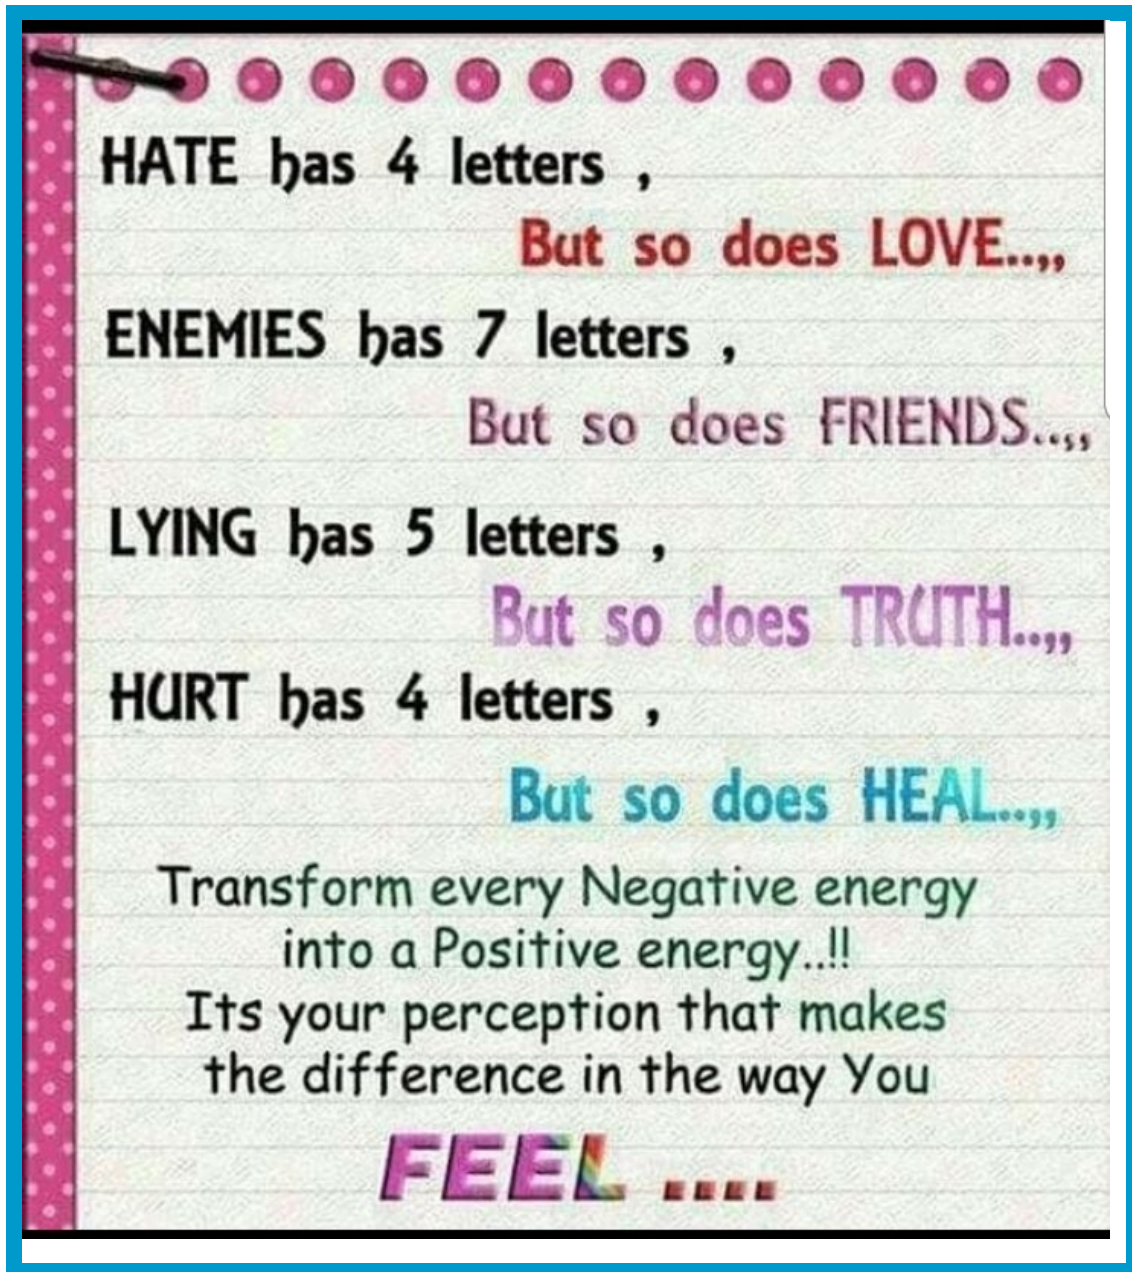 HATE has 4 letters ,
But so does LOVE..,,
ENEMIES has 7 letters ,
But so does FRIENDS..,,
LYING has 5 letters ,
But so does TRUTH..,,
HURT has 4 letters ,
But so does HEAL..,,
Transform every Negative energy
into a Positive energy..!!
Its your perception that makes
the difference in the way You
FEEL ....